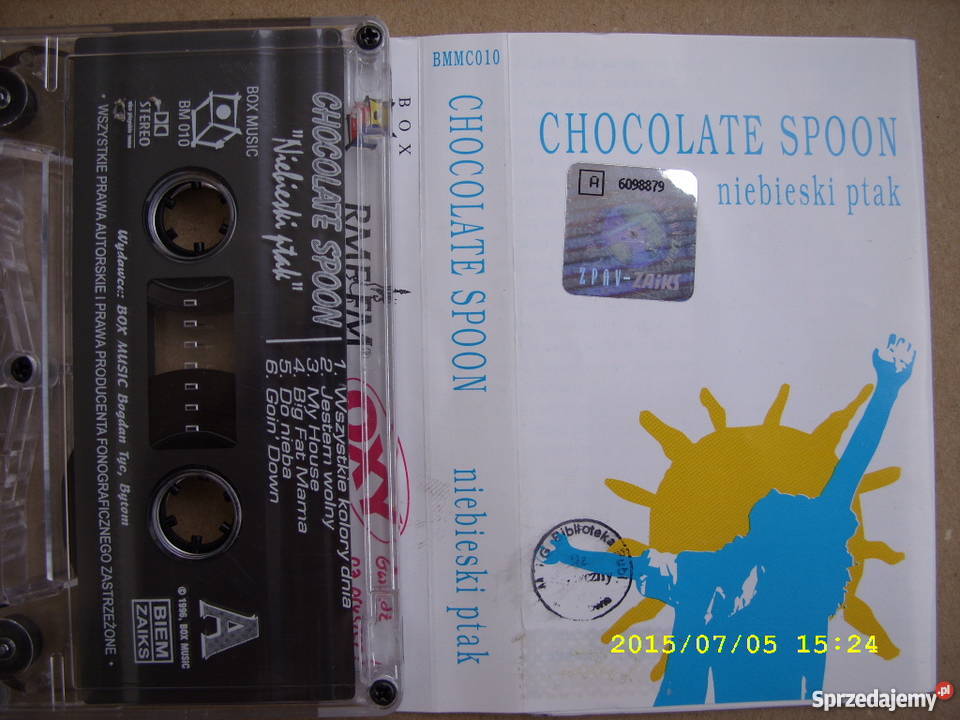 BOX MUSIC
BM 010
STEREO
CHOCOLATE SPOON
"Niebieski ptak"
1. Wszystkie kolory dnia
2. Jestem wolny
3. My House
4. Big Fat Mama
5. Do nieba
6. Goin' Down
Wydawca: BOX MUSIC Bogdan Tyc, Bytom
• WSZYSTKIE PRAWA AUTORSKIE I PRAWA PRODUCENTA FONOGRAFICZNEGO ZASTRZEŻONE •
A
© 1996, BOX MUSIC
BIEM
ZAIKS
BOX
RMF FM
BMMC010
CHOCOLATE SPOON niebieski ptak
CHOCOLATE SPOON
niebieski ptak
A 6098879
ZPAV-ZAiKS
Biblioteka
2015/07/05 15:24
Sprzedajemy.pl